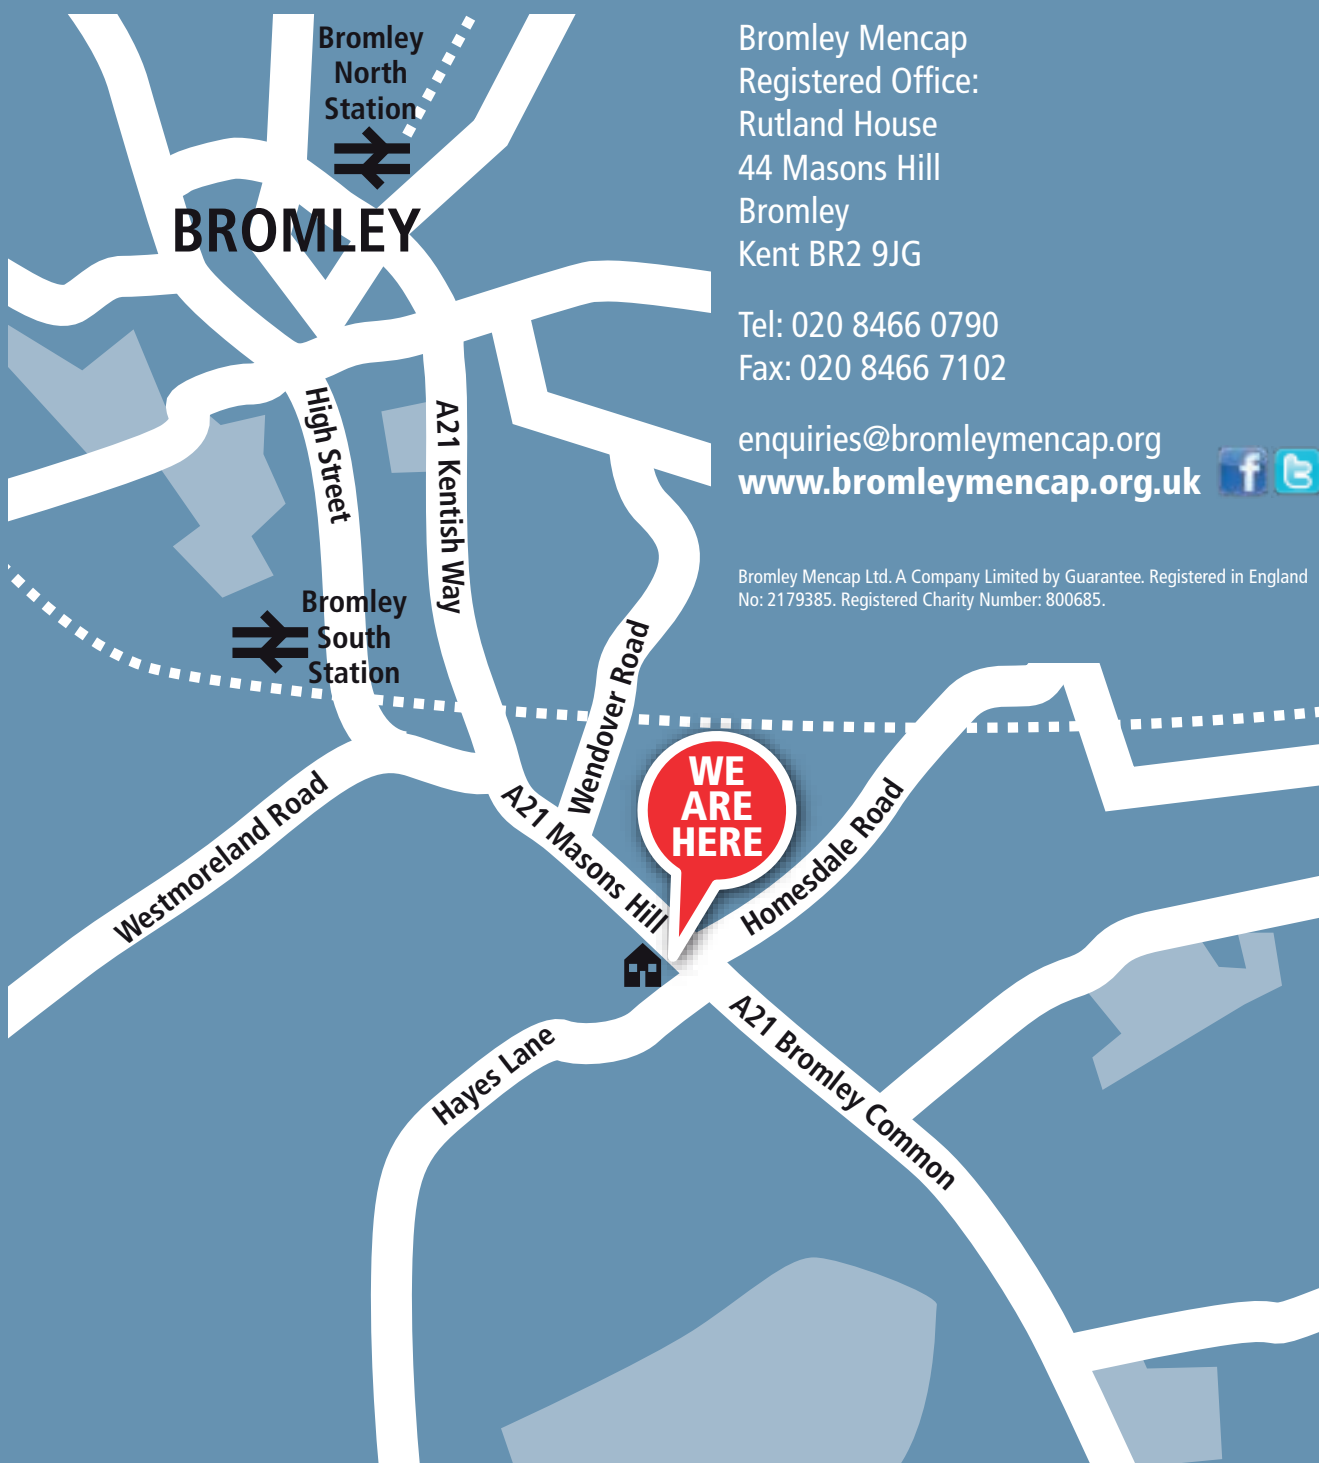 Bromley
North
Station
BROMLEY
Bromley Mencap
Registered Office:
Rutland House
44 Masons Hill
Bromley
Kent BR2 9JG
Tel: 020 8466 0790
Fax: 020 8466 7102
enquiries@bromleymencap.org
www.bromleymencap.org.uk
f t
Bromley Mencap Ltd. A Company Limited by Guarantee. Registered in England
No: 2179385. Registered Charity Number: 800685.
High Street
A21 Kentish Way
Bromley
South
Station
Wendover Road
WE
ARE
HERE
Westmoreland Road
A21 Masons Hill
Homesdale Road
Hayes Lane
A21 Bromley Common